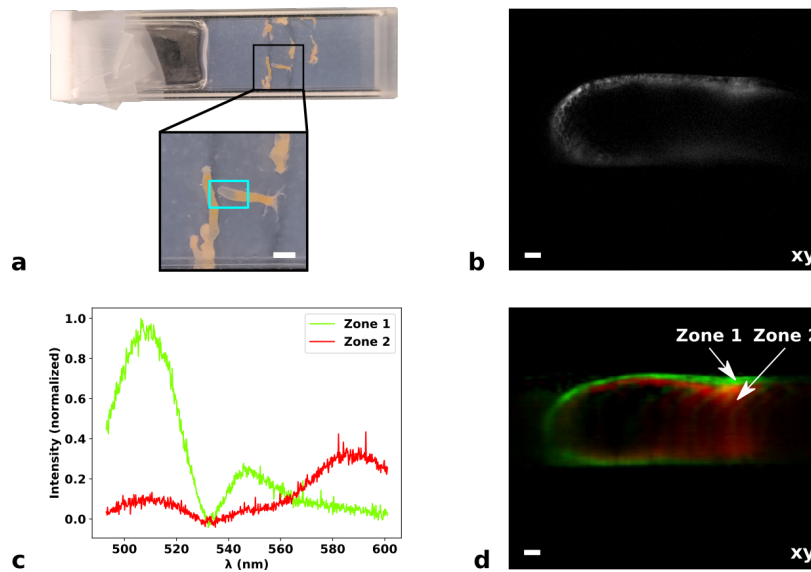 a
b
xy
Intensity (normalized)
1.0
0.8
0.6
0.4
0.2
0.0
500
520
540
560
580
600
λ (nm)
Zone 1
Zone 2
c
Zone 1 Zone 2
d
xy